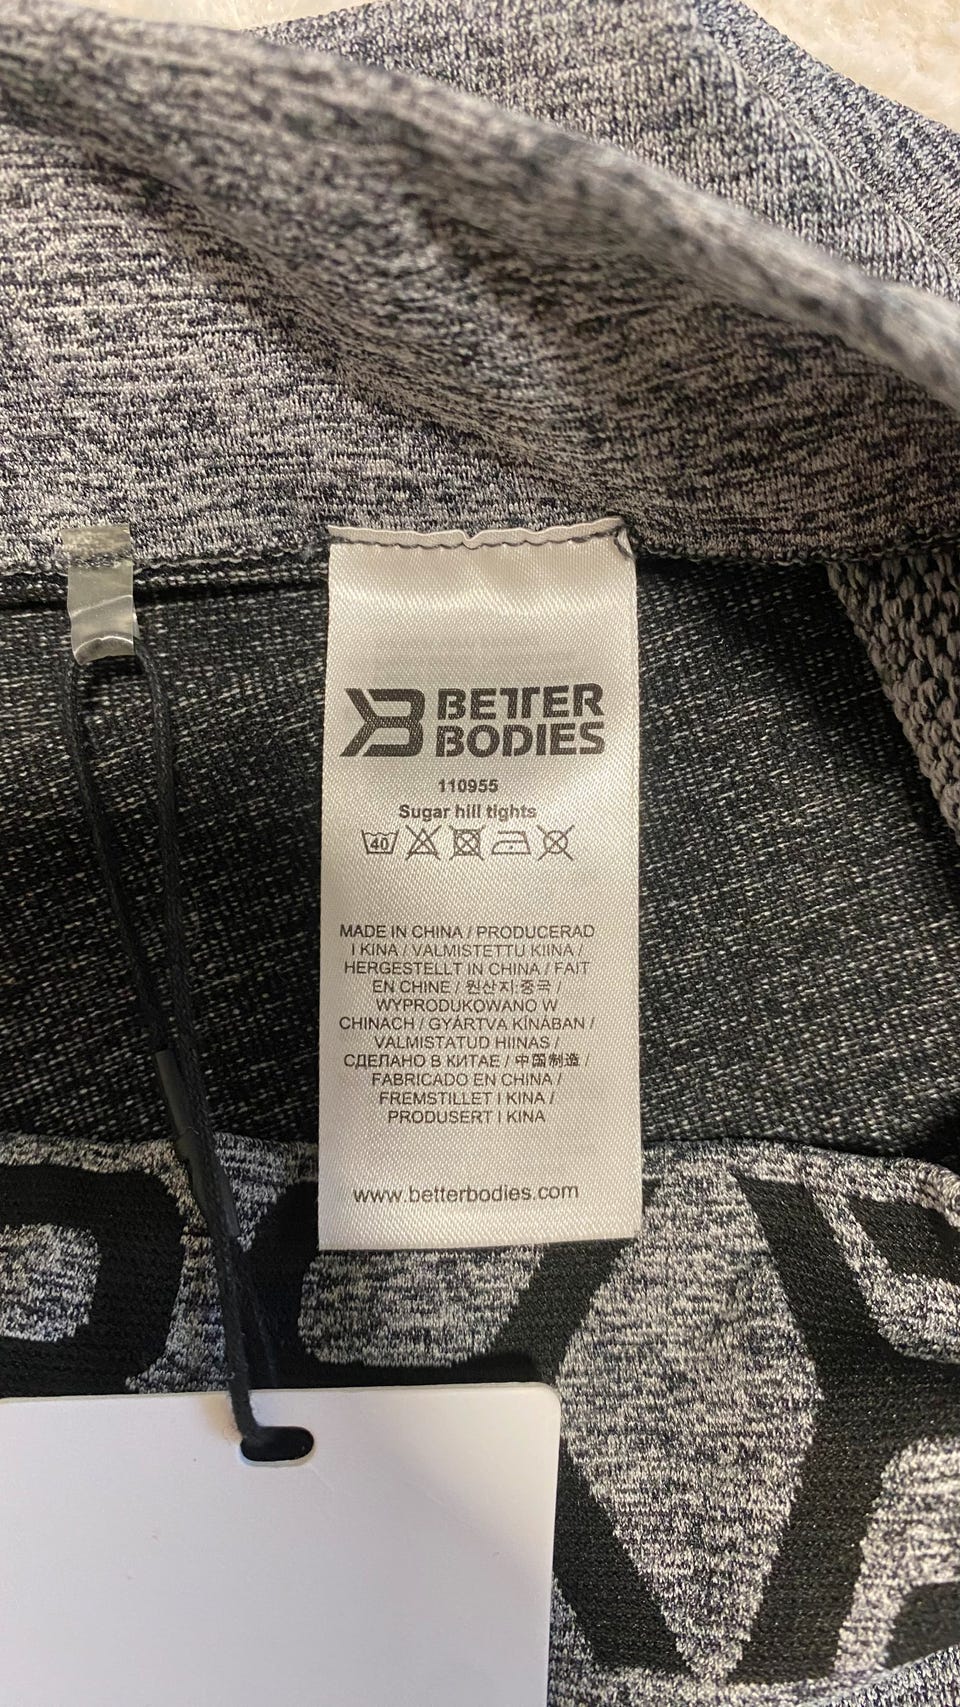 BETTER
BODIES
110955
Sugar hill tights
40
MADE IN CHINA / PRODUCERAD
I KINA / VALMISTETTU KIINA /
HERGESTELLT IN CHINA / FAIT
EN CHINE / 원산지:중국 /
WYPRODUKOWANO W
CHINACH / GYÁRTVA KÍNÁBAN /
VALMISTATUD HIINAS /
СДЕЛАНО В КИТАЕ / 中国制造 /
FABRICADO EN CHINA /
FREMSTILLET I KINA /
PRODUSERT I KINA
www.betterbodies.com